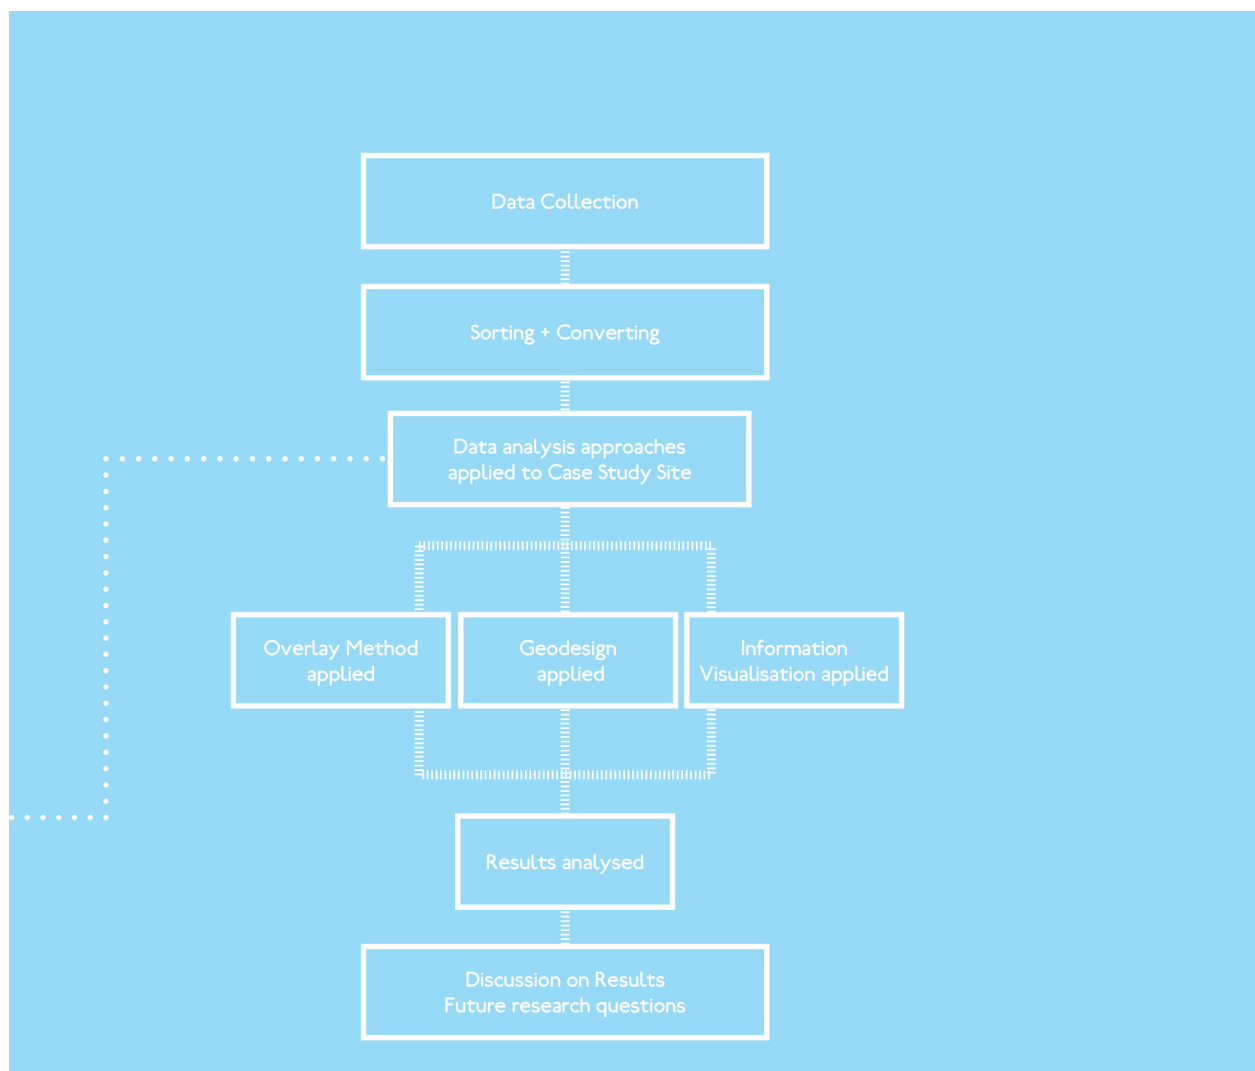 Data Collection
Sorting + Converting
Data analysis approaches
applied to Case Study Site
Overlay Method
applied
Geodesign
applied
Information
Visualisation applied
Results analysed
Discussion on Results
Future research questions